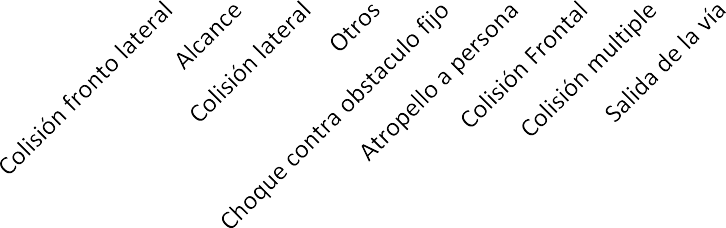 Colisión fronto lateral
Alcance
Colisión lateral
Otros
Choque contra obstaculo fijo
Atropello a persona
Colisión Frontal
Colisión multiple
Salida de la vía